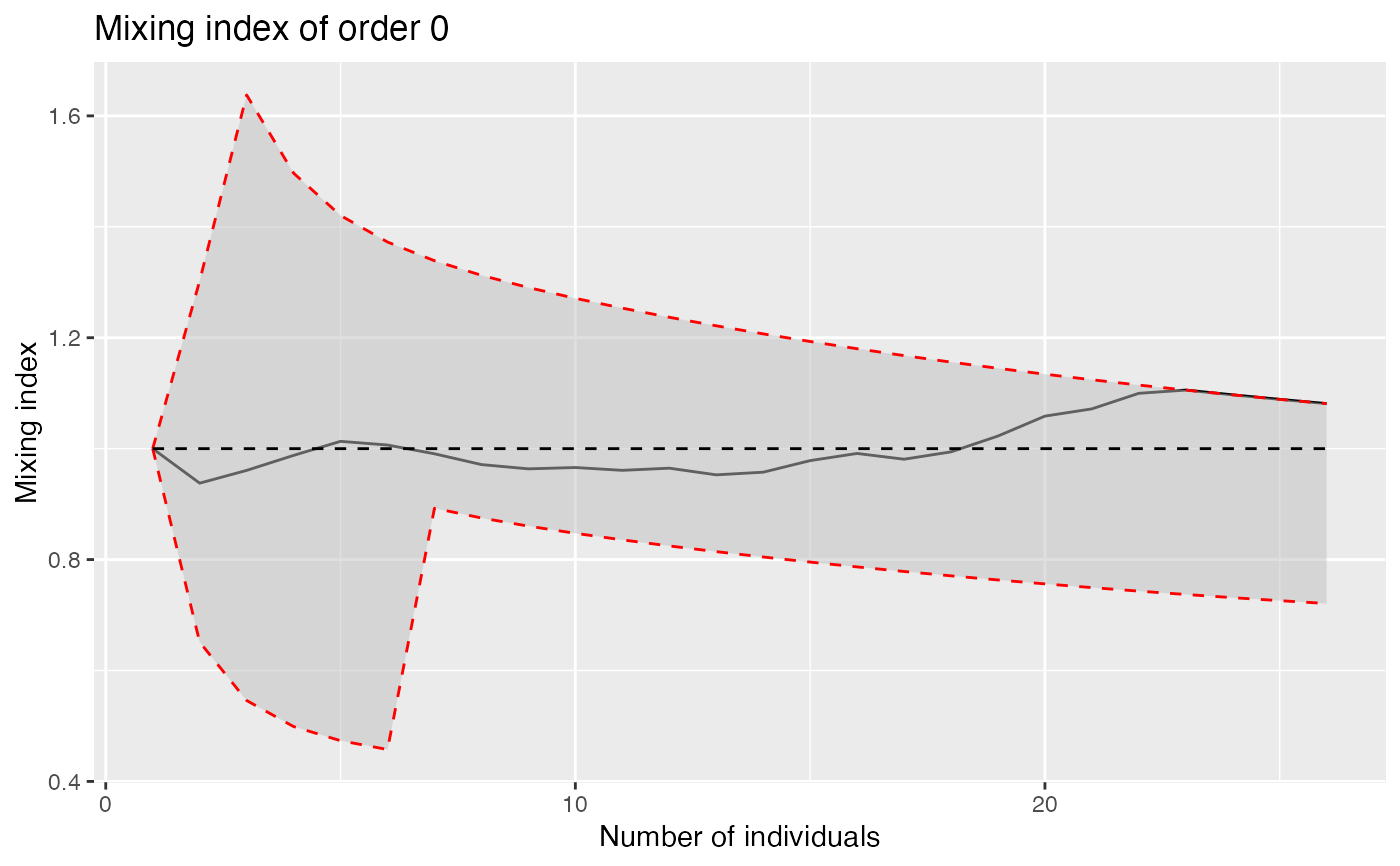 Mixing index of order 0
Mixing index
1.6
1.2
0.8
0.4
0 10 20
Number of individuals